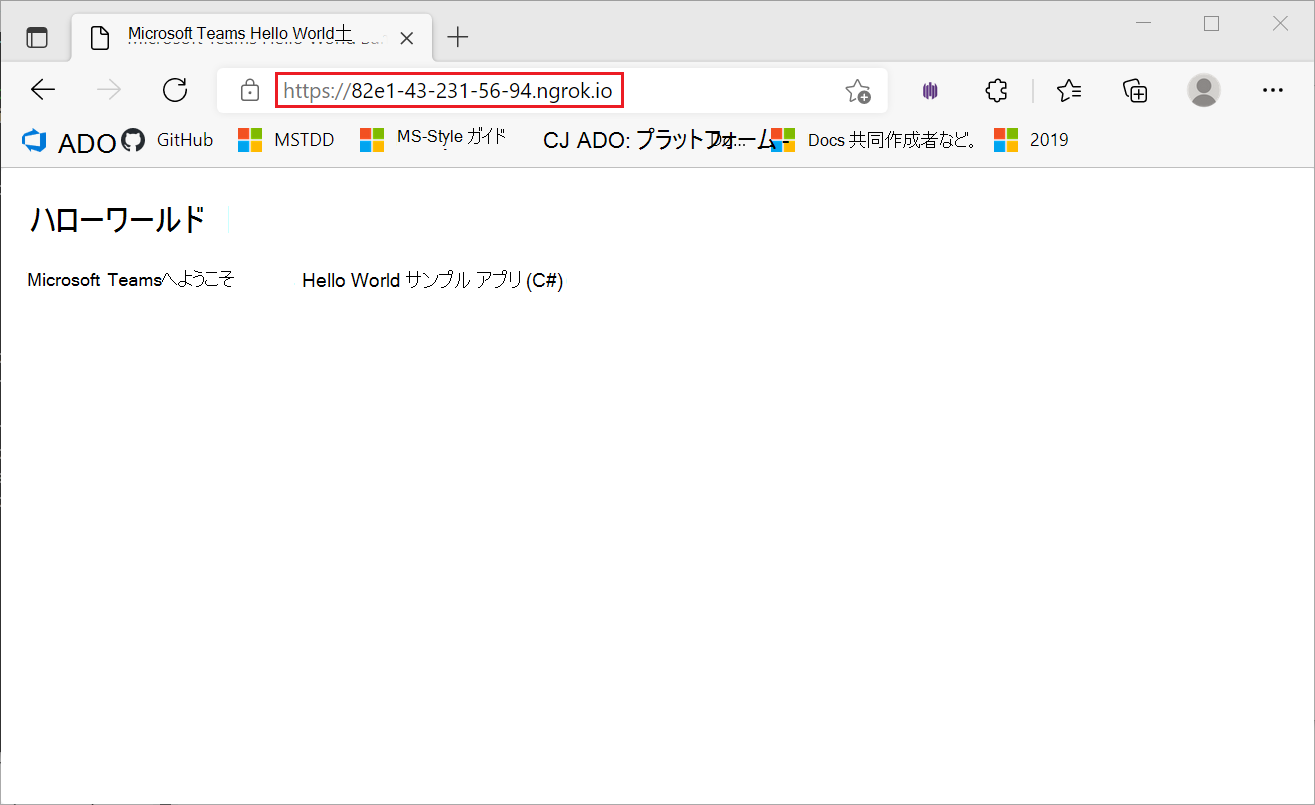 Microsoft Teams Hello World土
https://82e1-43-231-56-94.ngrok.io
ADO GitHub MSTDD MS-Style ガイド CJ ADO: プラットフォーム - Docs 共同作成者など。 2019
ハローワールド
Microsoft Teamsへようこそ Hello World サンプル アプリ (C#)